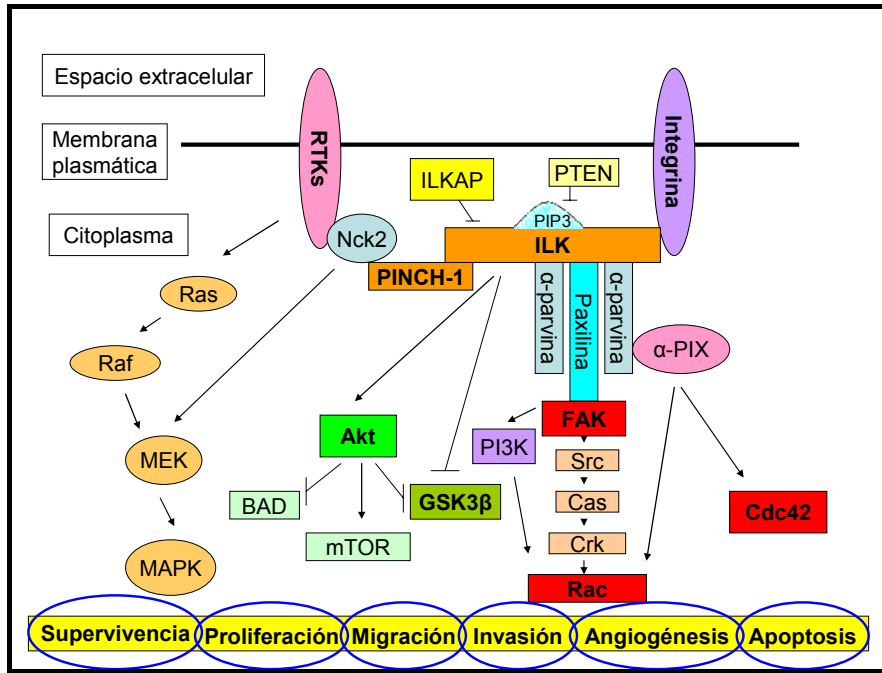 Espacio extracelular
Membrana
plasmática
Citoplasma
RTKs
Integrina
ILKAP
PTEN
PIP3
ILK
Nck2
PINCH-1
α-parvina
Paxilina
α-parvina
α-PIX
Ras
Raf
MEK
MAPK
Akt
BAD
mTOR
GSK3β
PI3K
FAK
Src
Cas
Crk
Rac
Cdc42
Supervivencia
Proliferación
Migración
Invasión
Angiogénesis
Apoptosis